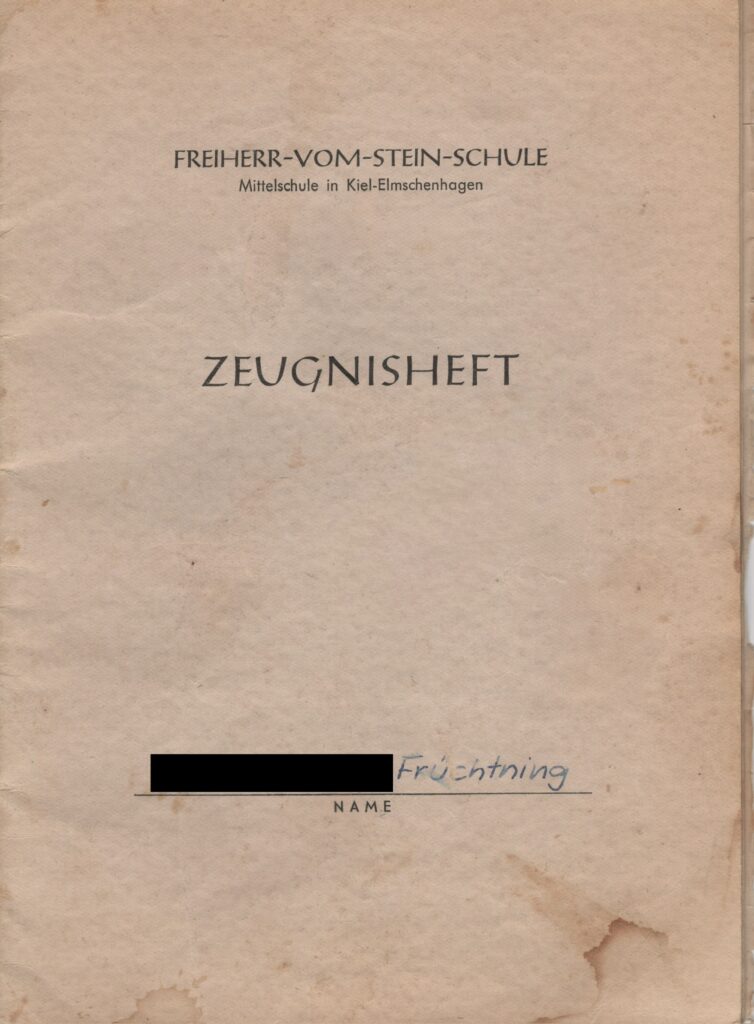 FREIHERR-VOM-STEIN-SCHULE
Mittelschule in Kiel-Elmschenhagen
ZEUGNISHEFT
Früchtning
NAME